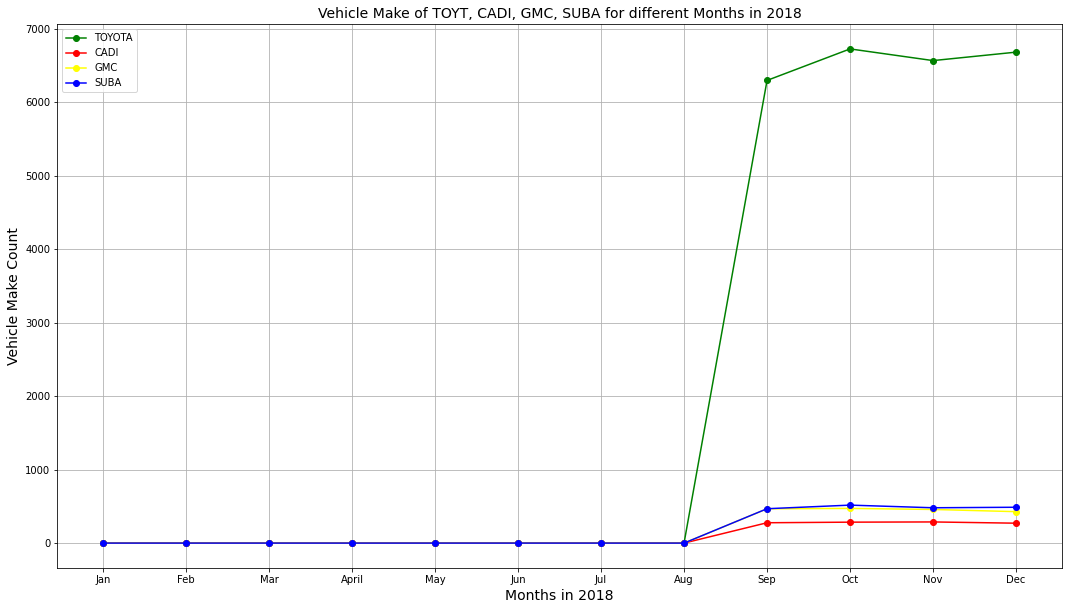 Vehicle Make of TOYT, CADI, GMC, SUBA for different Months in 2018
7000
6000
5000
4000
3000
2000
1000
0
Vehicle Make Count
TOYOTA
CADI
GMC
SUBA
Jan Feb Mar April May Jun Jul Aug Sep Oct Nov Dec
Months in 2018